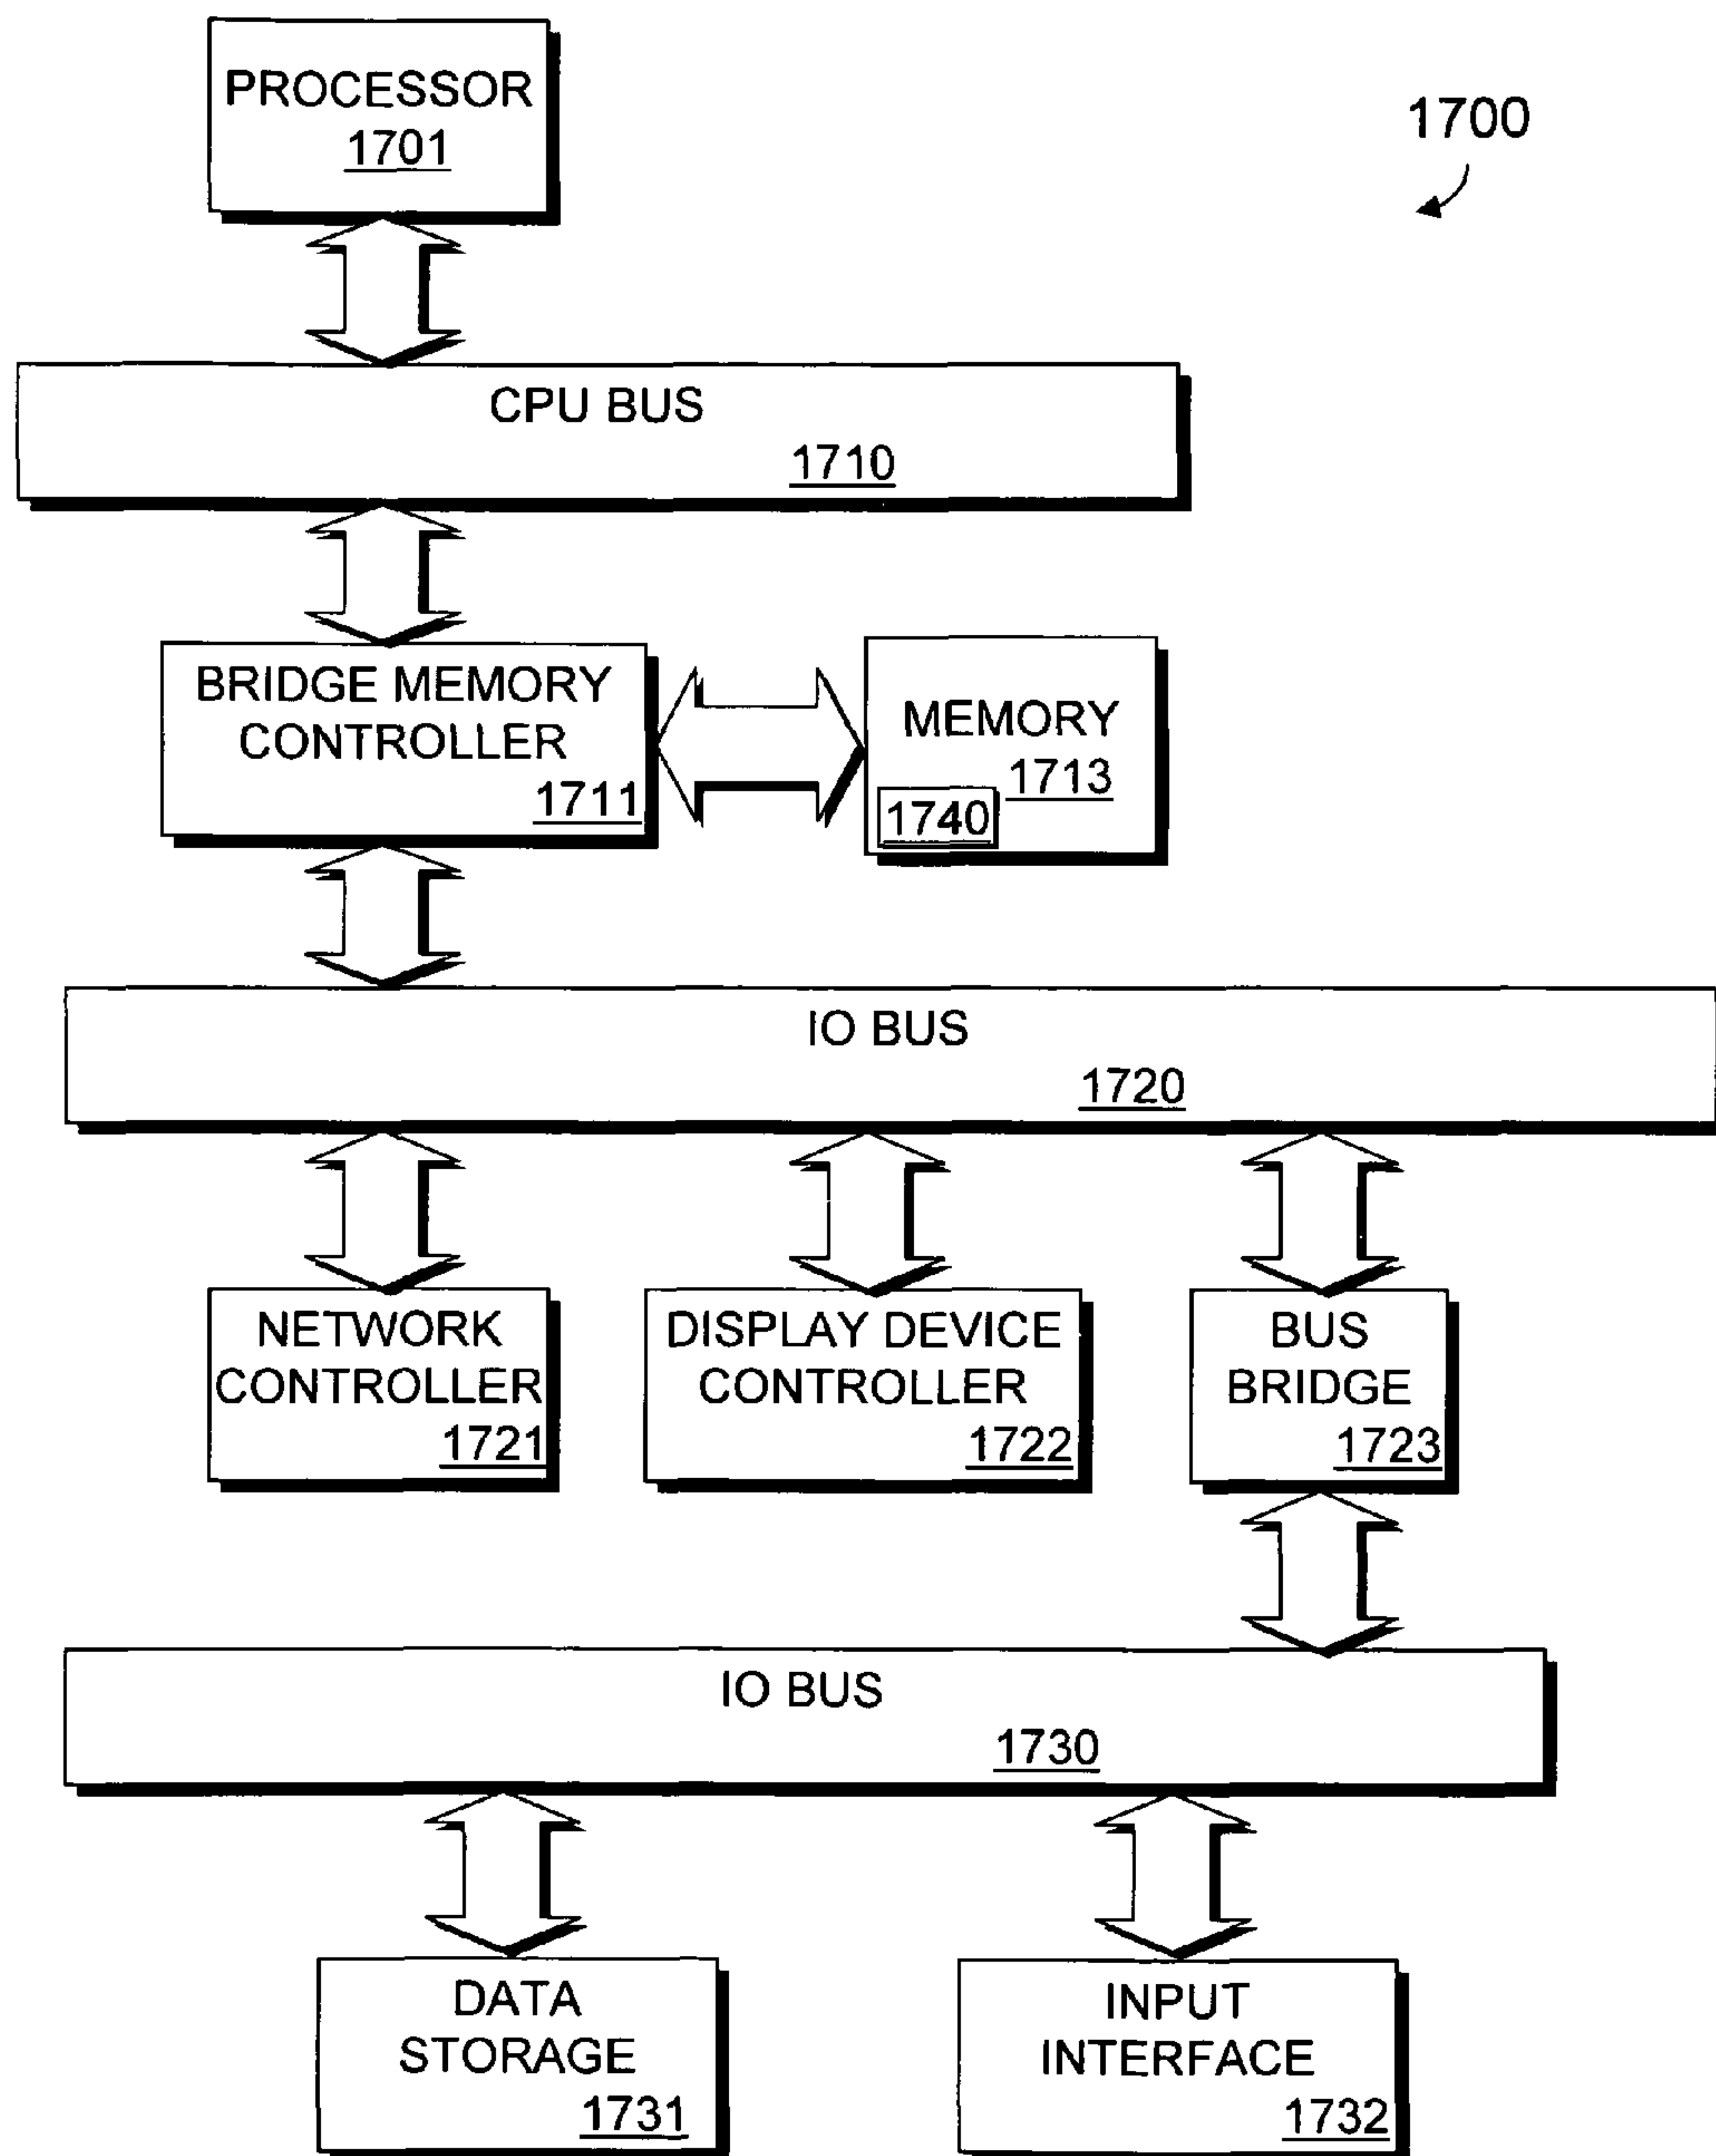 PROCESSOR
1701
1700
CPU BUS
1710
BRIDGE MEMORY
CONTROLLER
1711
MEMORY
1713
1740
IO BUS
1720
NETWORK
CONTROLLER
1721
DISPLAY DEVICE
CONTROLLER
1722
BUS
BRIDGE
1723
IO BUS
1730
DATA
STORAGE
1731
INPUT
INTERFACE
1732